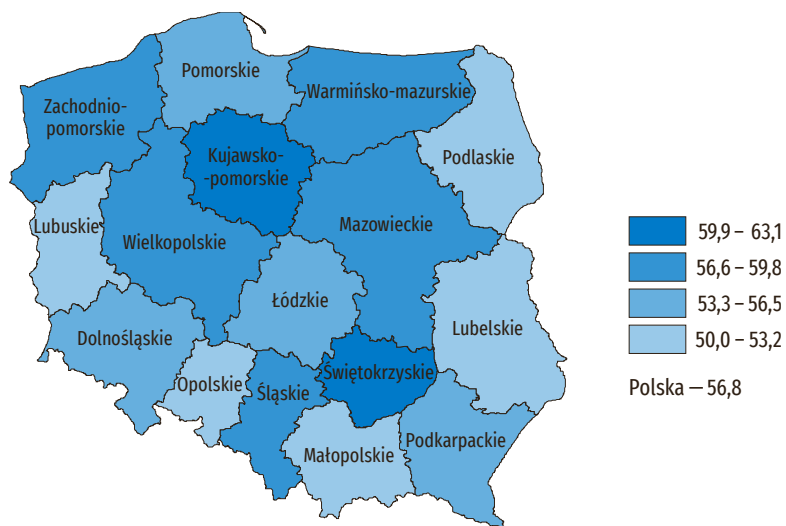 Pomorskie
Warmińsko-mazurskie
Zachodnio-
pomorskie
Podlaskie
Kujawsko-
-pomorskie
Lubuskie
Wielkopolskie
Mazowieckie
Łódzkie
Dolnośląskie
Lubelskie
Opolskie
Śląskie
Świętokrzyskie
Małopolskie
Podkarpackie
59,9 – 63,1
56,6 – 59,8
53,3 – 56,5
50,0 – 53,2
Polska – 56,8